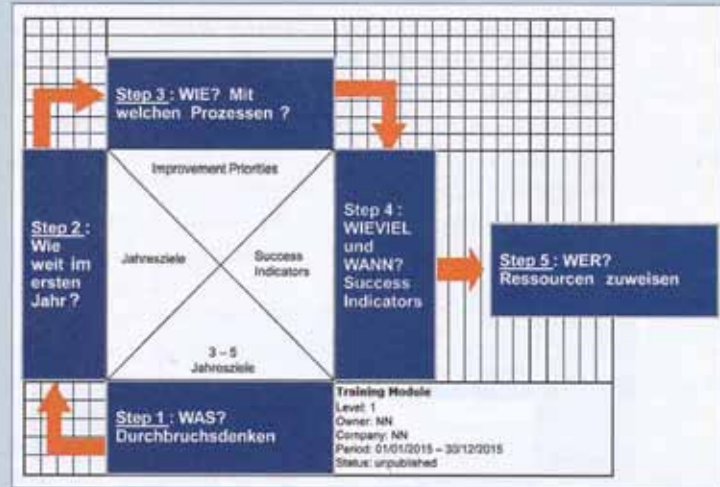 Step 3 : WIE? Mit
welchen Prozessen ?
Improvement Priorities
Step 2 :
Wie
weit im
ersten
Jahr ?
Jahresziele
Success
Indicators
Step 4 :
WIEVIEL
und
WANN?
Success
Indicators
Step 5 : WER?
Ressourcen zuweisen
3 – 5
Jahresziele
Step 1 : WAS?
Durchbruchsdenken
Training Module
Level: 1
Owner: NN
Company: NN
Period: 01/01/2015 – 30/12/2015
Status: unpublished